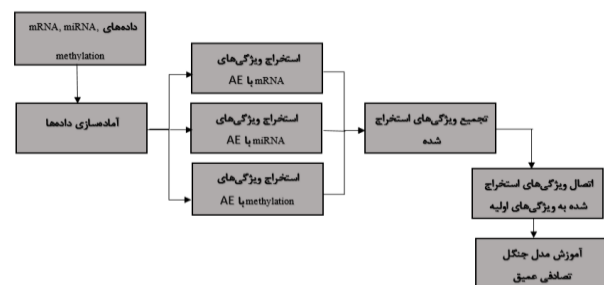 داده‌های mRNA, miRNA,
methylation
آماده‌سازی داده‌ها
استخراج ویژگی‌های
mRNA با AE
استخراج ویژگی‌های
miRNA با AE
استخراج ویژگی‌های
methylation با AE
تجمیع ویژگی‌های استخراج
شده
اتصال ویژگی‌های استخراج
شده به ویژگی‌های اولیه
آموزش مدل جنگل
تصادفی عمیق